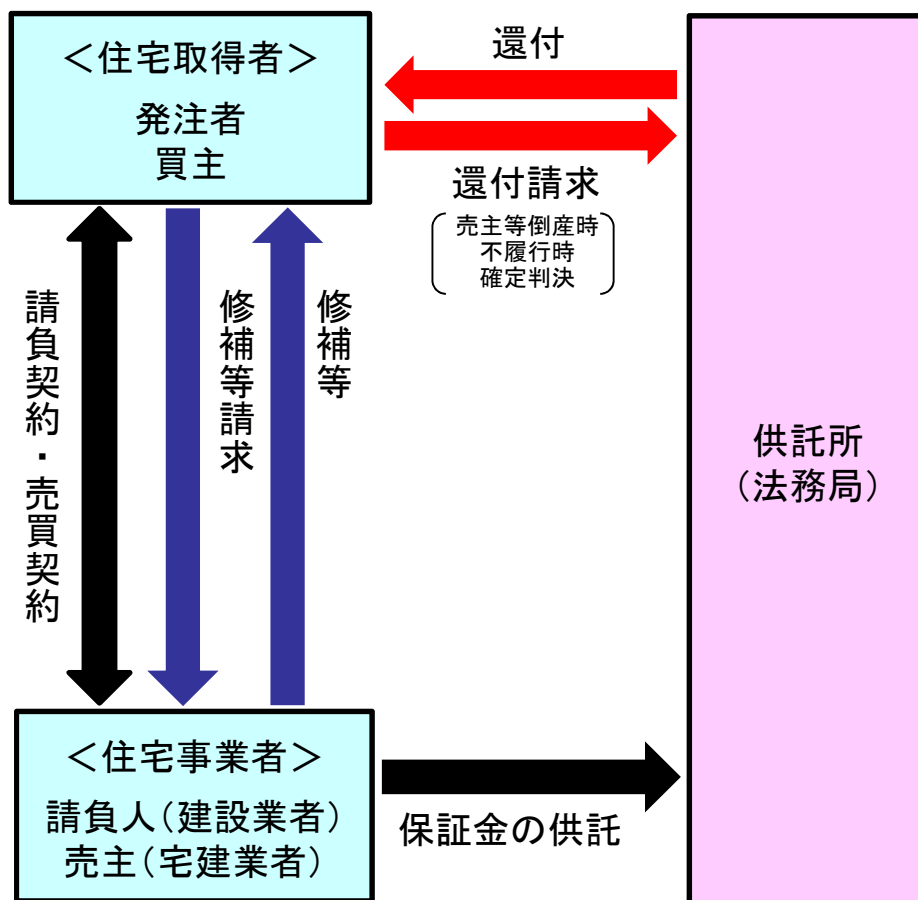 ＜住宅取得者＞
発注者
買主
還付
還付請求
売主等倒産時
不履行時
確定判決
請負契約・売買契約
修補等請求
修補等
供託所
（法務局）
＜住宅事業者＞
請負人（建設業者）
売主（宅建業者）
保証金の供託